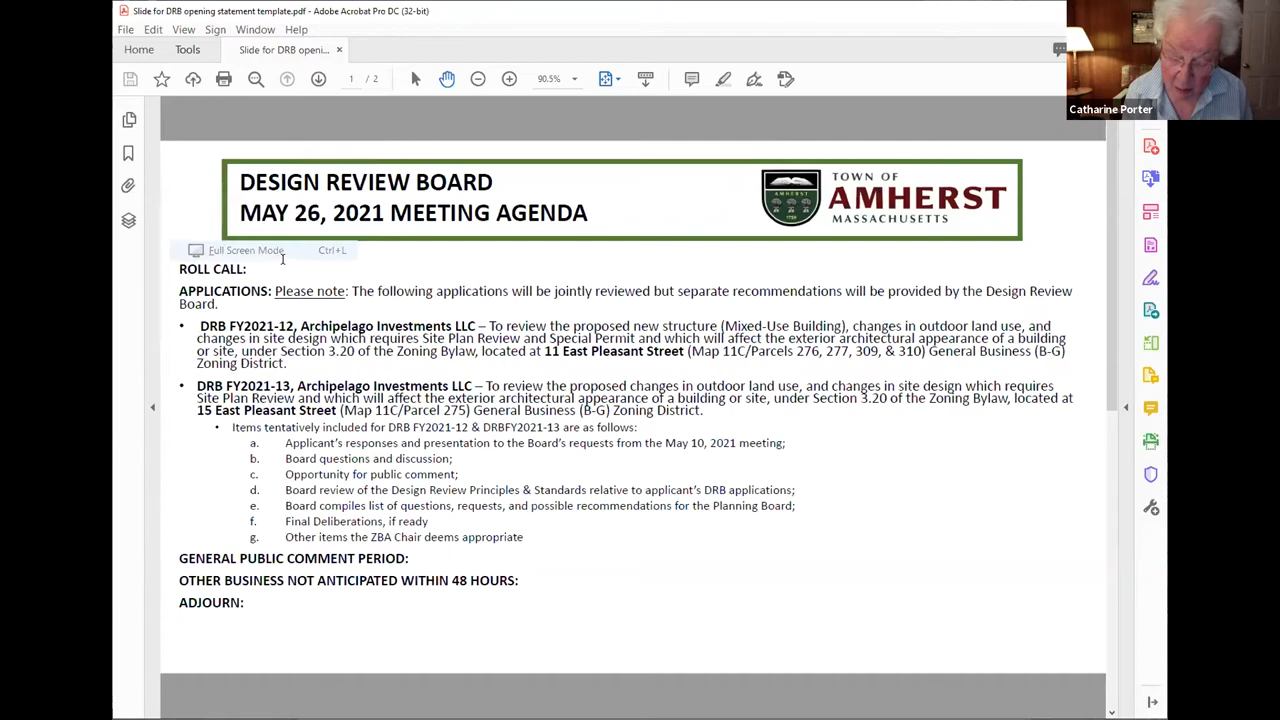 Slide for DRB opening statement template.pdf - Adobe Acrobat Pro DC (32-bit)
File Edit View Sign Window Help
Home Tools Slide for DRB openi... ×
1 / 2 90.5%
Catharine Porter
DESIGN REVIEW BOARD
MAY 26, 2021 MEETING AGENDA
TOWN OF
AMHERST
MASSACHUSETTS
Full Screen Mode Ctrl+L
ROLL CALL:
APPLICATIONS: Please note: The following applications will be jointly reviewed but separate recommendations will be provided by the Design Review
Board.
• DRB FY2021-12, Archipelago Investments LLC – To review the proposed new structure (Mixed-Use Building), changes in outdoor land use, and
changes in site design which requires Site Plan Review and Special Permit and which will affect the exterior architectural appearance of a building
or site, under Section 3.20 of the Zoning Bylaw, located at 11 East Pleasant Street (Map 11C/Parcels 276, 277, 309, & 310) General Business (B-G)
Zoning District.
• DRB FY2021-13, Archipelago Investments LLC – To review the proposed changes in outdoor land use, and changes in site design which requires
Site Plan Review and which will affect the exterior architectural appearance of a building or site, under Section 3.20 of the Zoning Bylaw, located at
15 East Pleasant Street (Map 11C/Parcel 275) General Business (B-G) Zoning District.
• Items tentatively included for DRB FY2021-12 & DRBFY2021-13 are as follows:
a. Applicant's responses and presentation to the Board's requests from the May 10, 2021 meeting;
b. Board questions and discussion;
c. Opportunity for public comment;
d. Board review of the Design Review Principles & Standards relative to applicant's DRB applications;
e. Board compiles list of questions, requests, and possible recommendations for the Planning Board;
f. Final Deliberations, if ready
g. Other items the ZBA Chair deems appropriate
GENERAL PUBLIC COMMENT PERIOD:
OTHER BUSINESS NOT ANTICIPATED WITHIN 48 HOURS:
ADJOURN: